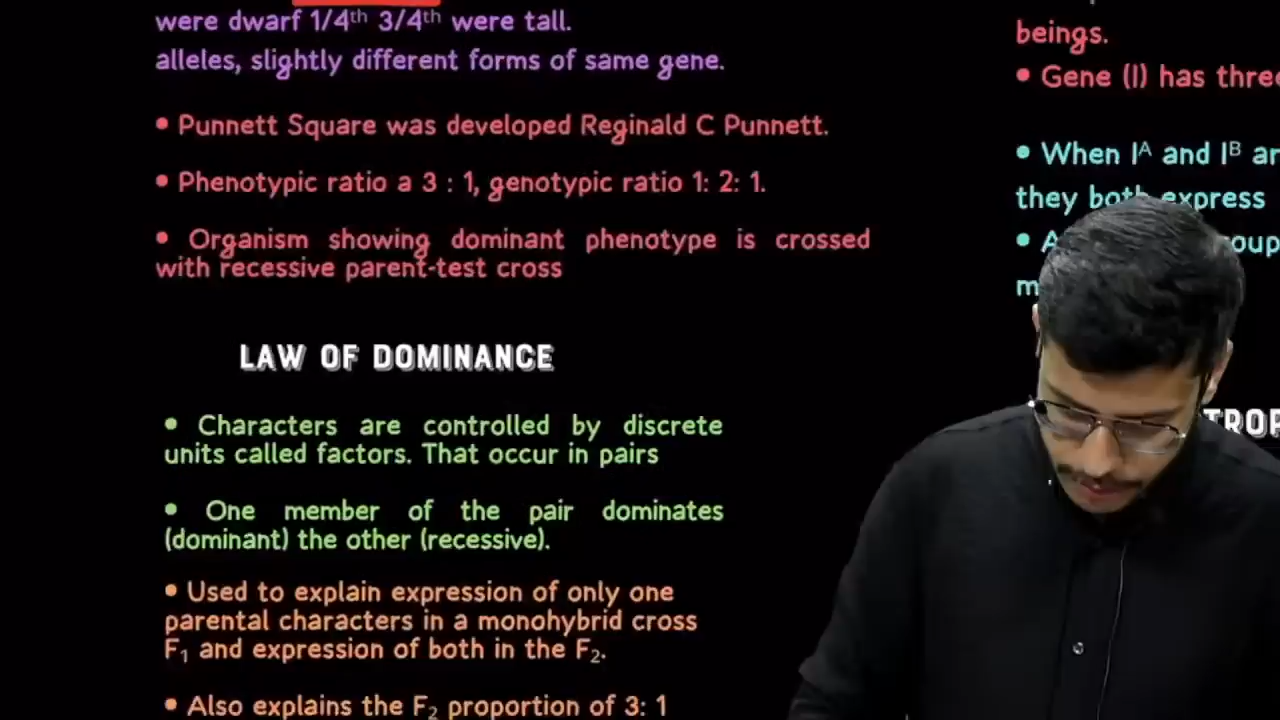 were dwarf 1/4th 3/4th were tall.
alleles, slightly different forms of same gene.
• Punnett Square was developed Reginald C Punnett.
• Phenotypic ratio a 3 : 1, genotypic ratio 1: 2: 1.
• Organism showing dominant phenotype is crossed
with recessive parent-test cross
LAW OF DOMINANCE
• Characters are controlled by discrete
units called factors. That occur in pairs
• One member of the pair dominates
(dominant) the other (recessive).
• Used to explain expression of only one
parental characters in a monohybrid cross
F₁ and expression of both in the F₂.
• Also explains the F₂ proportion of 3: 1
beings.
• Gene (I) has three
• When Iᴬ and Iᴮ
they both express